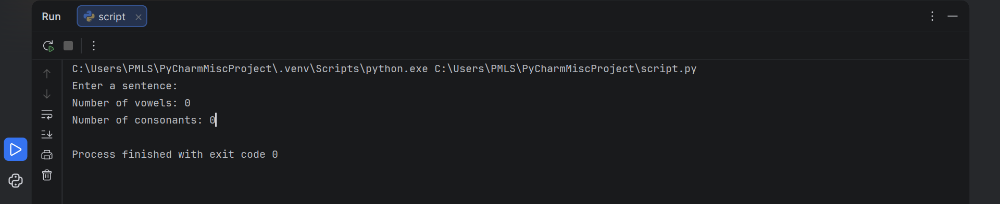 Run script
C:\Users\PMLS\PyCharmMiscProject\.venv\Scripts\python.exe C:\Users\PMLS\PyCharmMiscProject\script.py
Enter a sentence:
Number of vowels: 0
Number of consonants: 0
Process finished with exit code 0